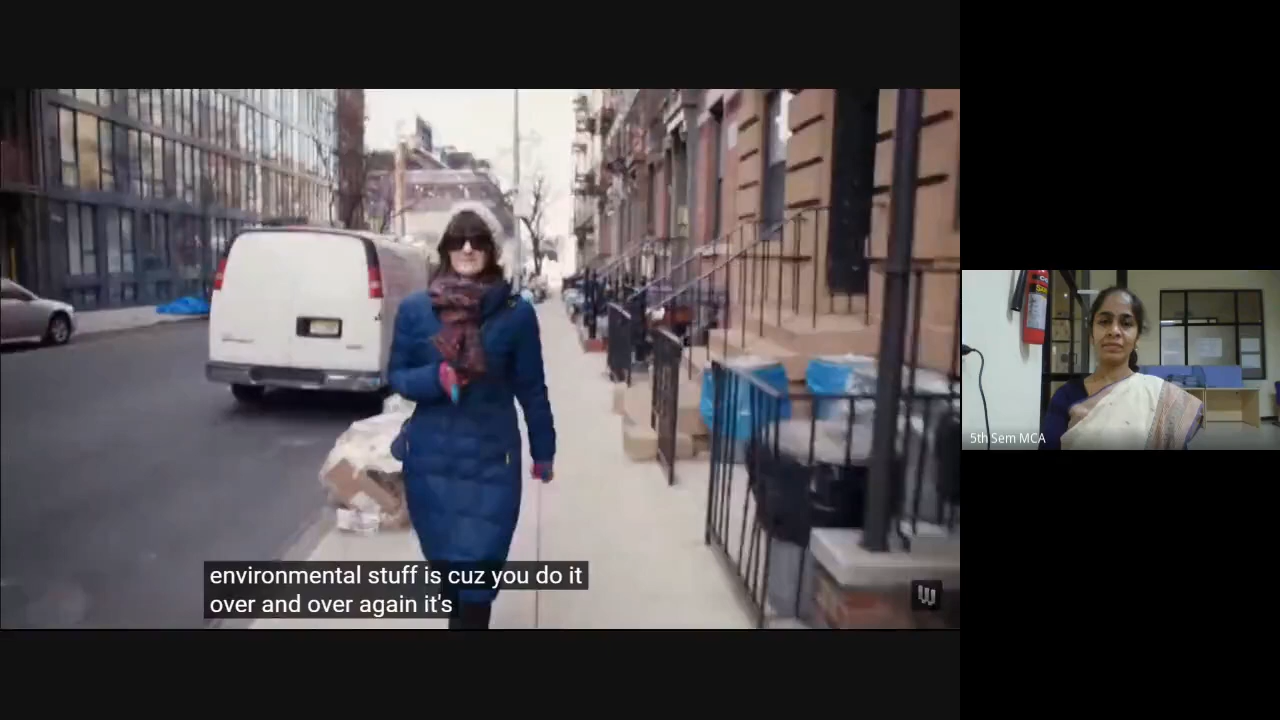 environmental stuff is cuz you do it
over and over again it's
5th Sem MCA